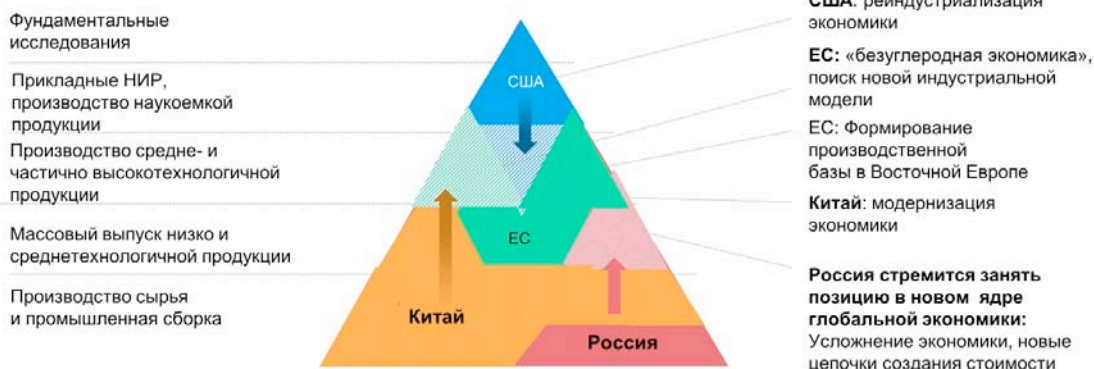 Фундаментальные
исследования
Прикладные НИР,
производство наукоемкой
продукции
Производство средне- и
частично высокотехнологичной
продукции
Массовый выпуск низко и
среднетехнологичной продукции
Производство сырья
и промышленная сборка
США
ЕС
Китай
Россия
США: реиндустриализация
экономики
ЕС: «безуглеродная экономика»,
поиск новой индустриальной
модели
ЕС: Формирование
производственной
базы в Восточной Европе
Китай: модернизация
экономики
Россия стремится занять
позицию в новом ядре
глобальной экономики:
Усложнение экономики, новые
цепочки создания стоимости